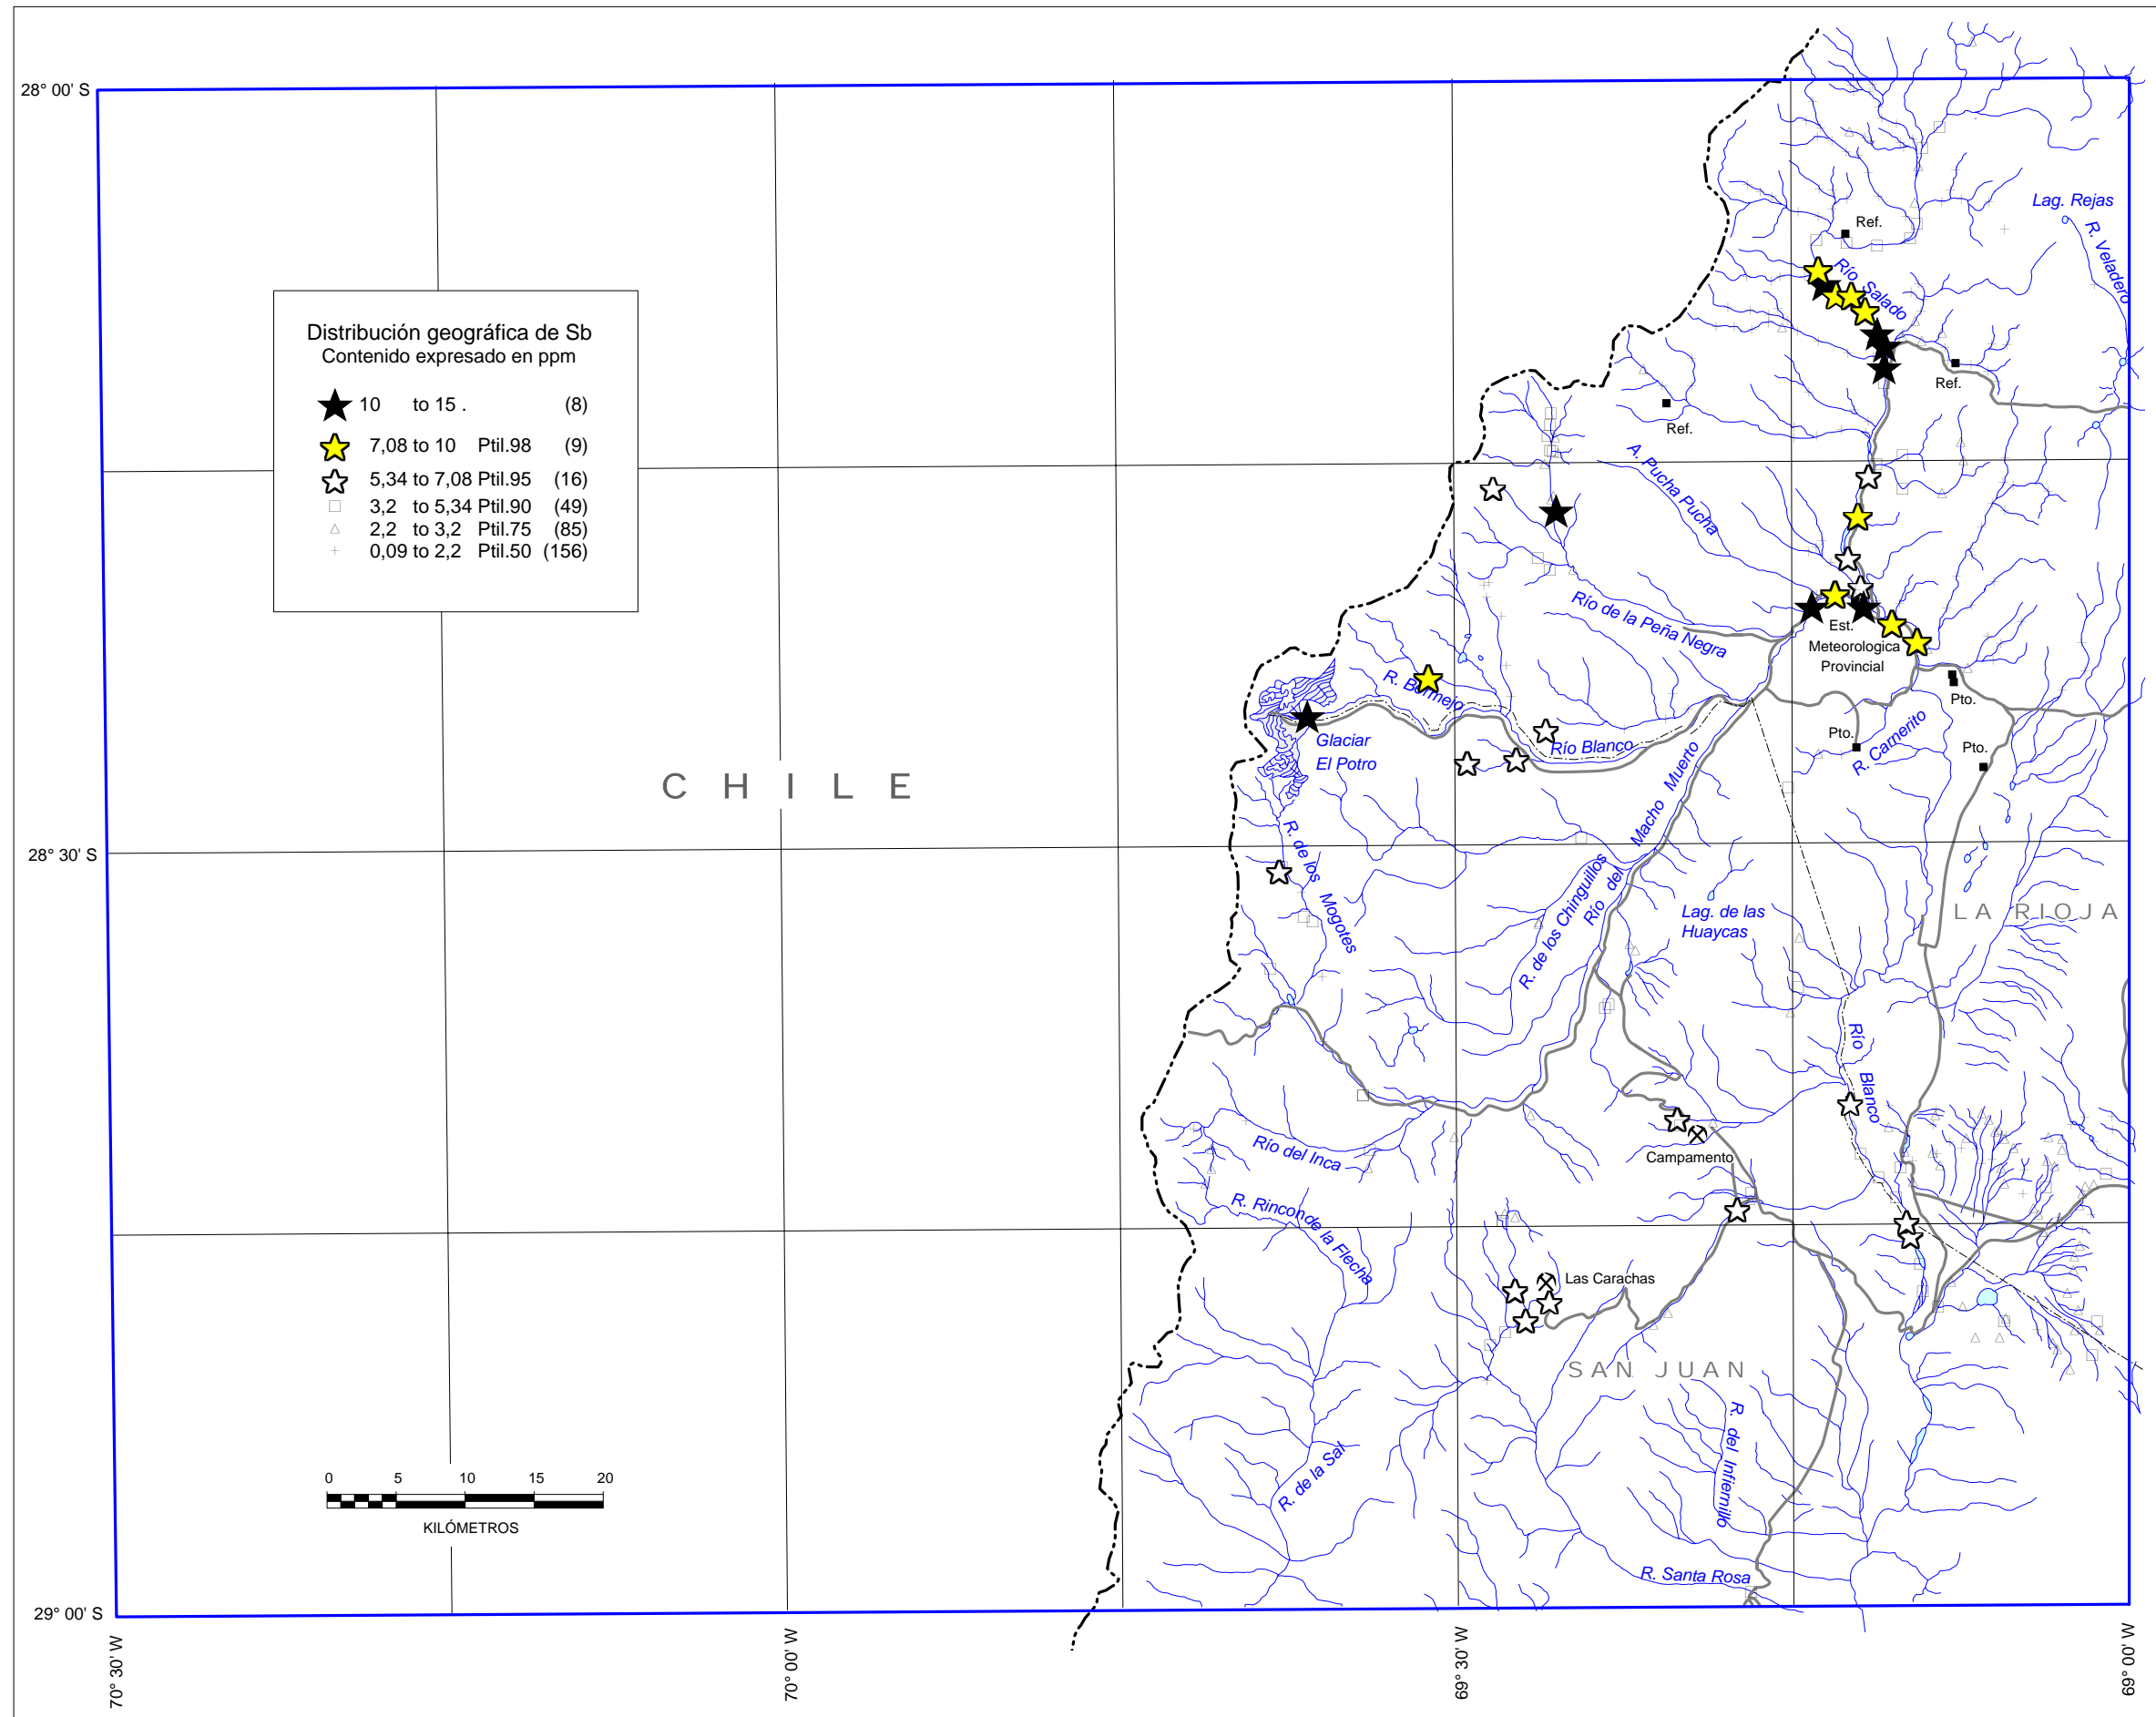 28° 00' S
Lag. Rejas
R. Veladero
Ref.
Río Salado
Distribución geográfica de Sb
Contenido expresado en ppm
10 to 15 . (8)
7,08 to 10 Ptil.98 (9)
5,34 to 7,08 Ptil.95 (16)
3,2 to 5,34 Ptil.90 (49)
2,2 to 3,2 Ptil.75 (85)
0,09 to 2,2 Ptil.50 (156)
Ref.
Ref.
A. Pucha Pucha
Río de la Peña Negra
Est.
Meteorologica
Provincial
R. Bermejo
Pto.
Pto.
Pto.
R. Carnerito
Glaciar
El Potro
Río Blanco
CHILE
Río del Macho Muerto
28° 30' S
R. de los Mogotes
R. de los Chinguillos
Lag. de las
Huaycas
LA RIOJA
Río Blanco
Campamento
Río del Inca
R. Rincon de la Flecha
Las Carachas
SAN JUAN
R. del Infiernillo
R. de la Sal
0 5 10 15 20
KILÓMETROS
R. Santa Rosa
29° 00' S
70° 30' W
70° 00' W
69° 30' W
69° 00' W